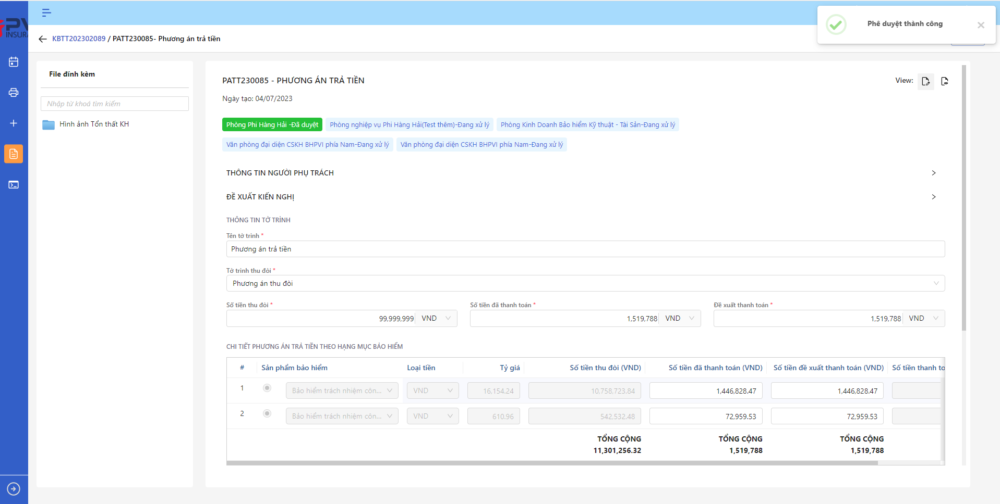 Phê duyệt thành công
PV
INSURA
KBTT202302089 / PATT230085- Phương án trả tiền
File đính kèm
Nhập từ khoá tìm kiếm
Hình ảnh Tổn thất KH
PATT230085 - PHƯƠNG ÁN TRẢ TIỀN
View:
Ngày tạo: 04/07/2023
Phòng Phi Hàng Hải -Đã duyệt
Phòng nghiệp vụ Phi Hàng Hải(Test thêm)-Đang xử lý
Phòng Kinh Doanh Bảo hiểm Kỹ thuật - Tài Sản-Đang xử lý
Văn phòng đại diện CSKH BHPVI phía Nam-Đang xử lý
Văn phòng đại diện CSKH BHPVI phía Nam-Đang xử lý
THÔNG TIN NGƯỜI PHỤ TRÁCH
ĐỀ XUẤT KIẾN NGHỊ
THÔNG TIN TỜ TRÌNH
Tên tờ trình *
Phương án trả tiền
Tờ trình thu đòi *
Phương án thu đòi
Số tiền thu đòi * Số tiền đã thanh toán * Đề xuất thanh toán *
99,999,999 VND 1,519,788 VND 1,519,788 VND
CHI TIẾT PHƯƠNG ÁN TRẢ TIỀN THEO HẠNG MỤC BẢO HIỂM
# Sản phẩm bảo hiểm Loại tiền Tỷ giá Số tiền thu đòi (VND) Số tiền đã thanh toán (VND) Số tiền đề xuất thanh toán (VND) Số tiền thanh to
1 Bảo hiểm trách nhiệm côn... VND 16,154.24 10,758,723.84 1,446,828.47 1,446,828.47
2 Bảo hiểm trách nhiệm côn... VND 610.96 542,532.48 72,959.53 72,959.53
TỔNG CỘNG TỔNG CỘNG TỔNG CỘNG
11,301,256.32 1,519,788 1,519,788